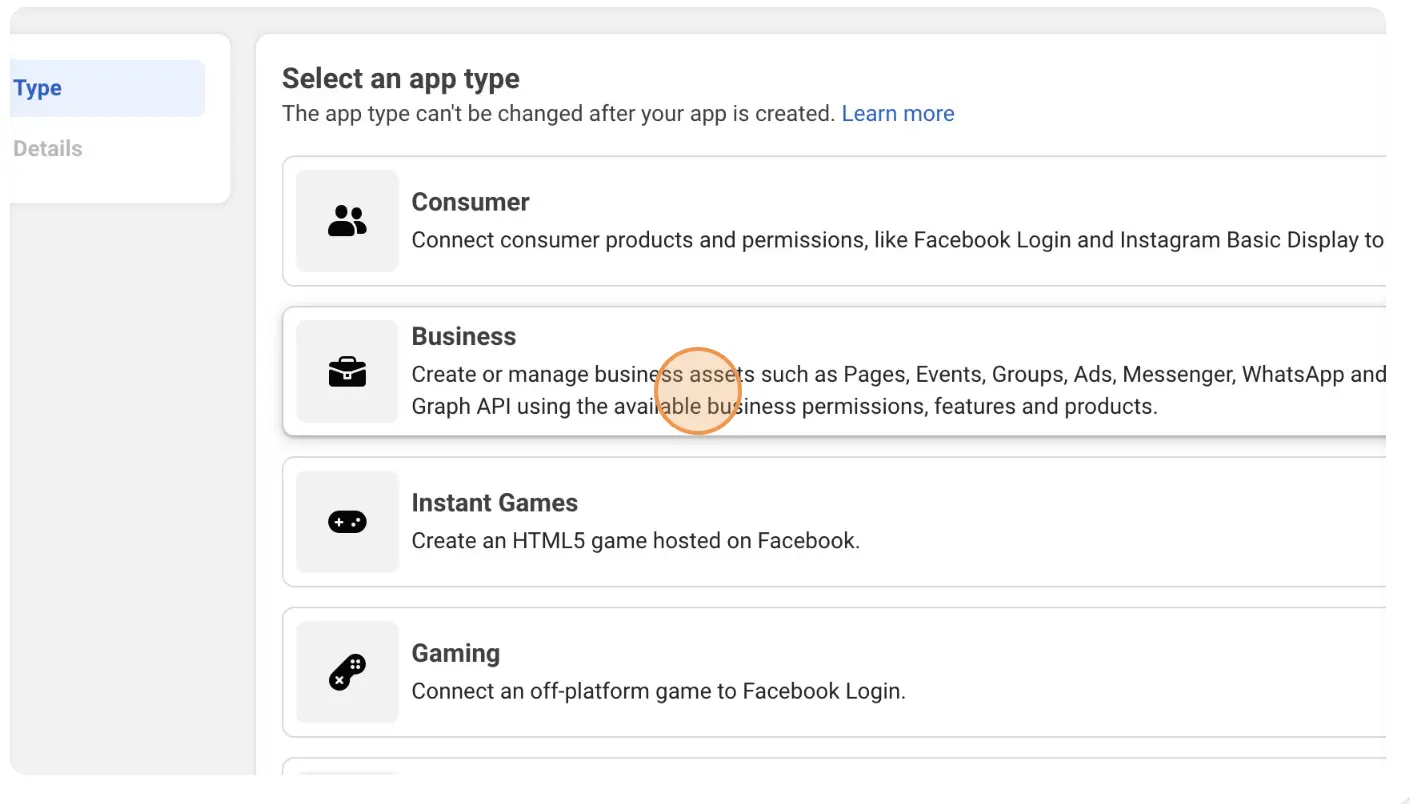 Type
Details
Select an app type
The app type can't be changed after your app is created. Learn more
Consumer
Connect consumer products and permissions, like Facebook Login and Instagram Basic Display to
Business
Create or manage business assets such as Pages, Events, Groups, Ads, Messenger, WhatsApp and
Graph API using the available business permissions, features and products.
Instant Games
Create an HTML5 game hosted on Facebook.
Gaming
Connect an off-platform game to Facebook Login.